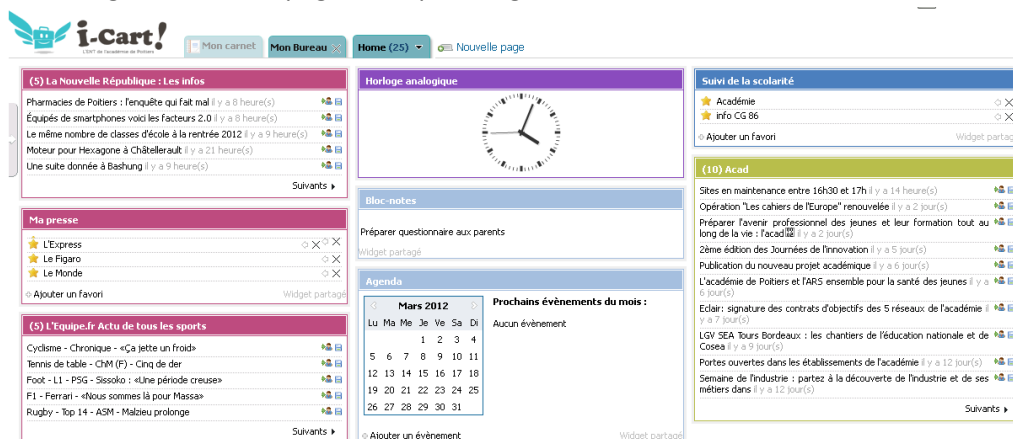 i-Cart!
L'ENT de l'académie de Poitiers
Mon carnet
Mon Bureau
Home (25)
Nouvelle page
(5) La Nouvelle République : Les infos
Pharmacies de Poitiers : l'enquête qui fait mal il y a 8 heure(s)
Équipés de smartphones voici les facteurs 2.0 il y a 8 heure(s)
Le même nombre de classes d'école à la rentrée 2012 il y a 9 heure(s)
Moteur pour Hexagone à Châtellerault il y a 21 heure(s)
Une suite donnée à Bashung il y a 9 heure(s)
Suivants
Ma presse
L'Express
Le Figaro
Le Monde
Ajouter un favori
Widget partagé
(5) L'Equipe.fr Actu de tous les sports
Cyclisme - Chronique - «Ça jette un froid»
Tennis de table - ChM (F) - Cinq de der
Foot - L1 - PSG - Sissoko : «Une période creuse»
F1 - Ferrari - «Nous sommes là pour Massa»
Rugby - Top 14 - ASM - Malzieu prolonge
Suivants
Horloge analogique
Bloc-notes
Préparer questionnaire aux parents
Widget partagé
Agenda
Mars 2012
Lu Ma Me Je Ve Sa Di
1 2 3 4
5 6 7 8 9 10 11
12 13 14 15 16 17 18
19 20 21 22 23 24 25
26 27 28 29 30 31
Prochains évènements du mois :
Aucun évènement
Ajouter un évènement
Widget partagé
Suivi de la scolarité
Académie
info CG 86
Ajouter un favori
Widget partag
(10) Acad
Sites en maintenance entre 16h30 et 17h il y a 14 heure(s)
Opération "Les cahiers de l'Europe" renouvelée il y a 2 jour(s)
Préparer l'avenir professionnel des jeunes et leur formation tout au
long de la vie : l'acad il y a 2 jour(s)
2ème édition des Journées de l'innovation il y a 5 jour(s)
Publication du nouveau projet académique il y a 6 jour(s)
L'académie de Poitiers et l'ARS ensemble pour la santé des jeunes il y a
6 jour(s)
Eclair: signature des contrats d'objectifs des 5 réseaux de l'académie il
y a 7 jour(s)
LGV SEA Tours Bordeaux : les chantiers de l'éducation nationale et de
Cosea il y a 9 jour(s)
Portes ouvertes dans les établissements de l'académie il y a 12 jour(s)
Semaine de l'industrie : partez à la découverte de l'industrie et de ses
métiers dans il y a 12 jour(s)
Suivants